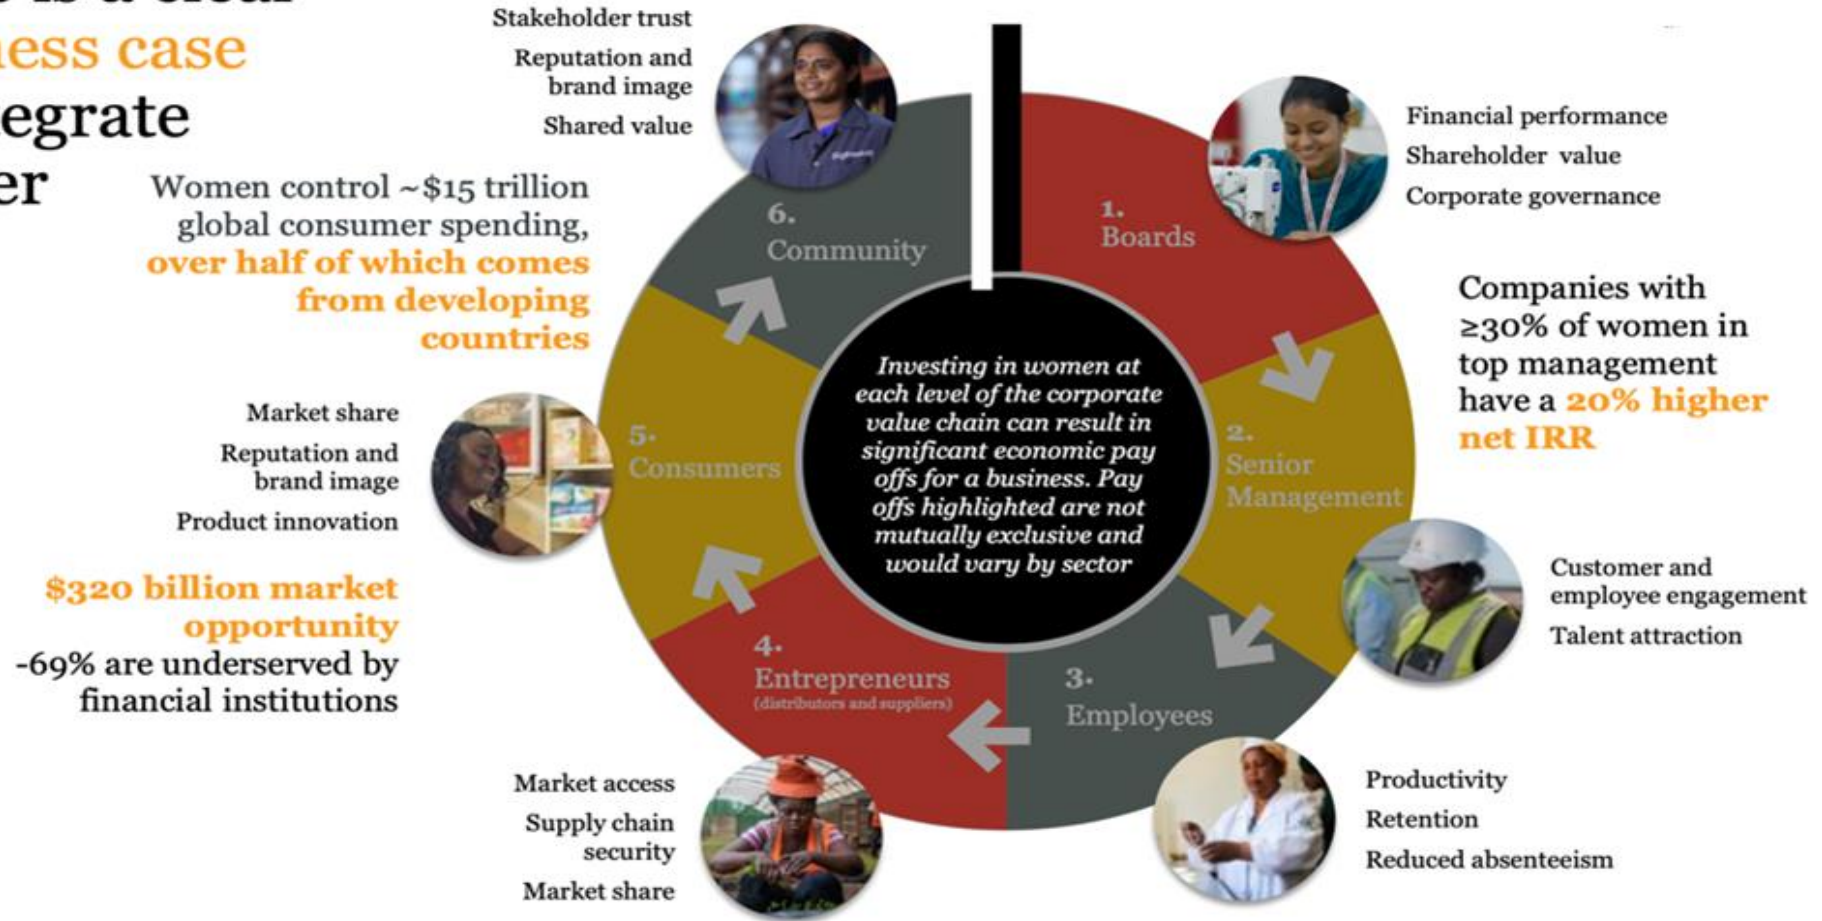 is a clear
ness case
egrate
er
Women control ~$15 trillion
global consumer spending,
over half of which comes
from developing
countries
Stakeholder trust
Reputation and
brand image
Shared value
6.
Community
1.
Boards
Financial performance
Shareholder value
Corporate governance
Companies with
≥30% of women in
top management
have a 20% higher
net IRR
Investing in women at
each level of the corporate
value chain can result in
significant economic pay
offs for a business. Pay
offs highlighted are not
mutually exclusive and
would vary by sector
2.
Senior
Management
Customer and
employee engagement
Talent attraction
3.
Employees
Productivity
Retention
Reduced absenteeism
4.
Entrepreneurs
(distributors and suppliers)
Market access
Supply chain
security
Market share
5.
Consumers
Market share
Reputation and
brand image
Product innovation
$320 billion market
opportunity
-69% are underserved by
financial institutions